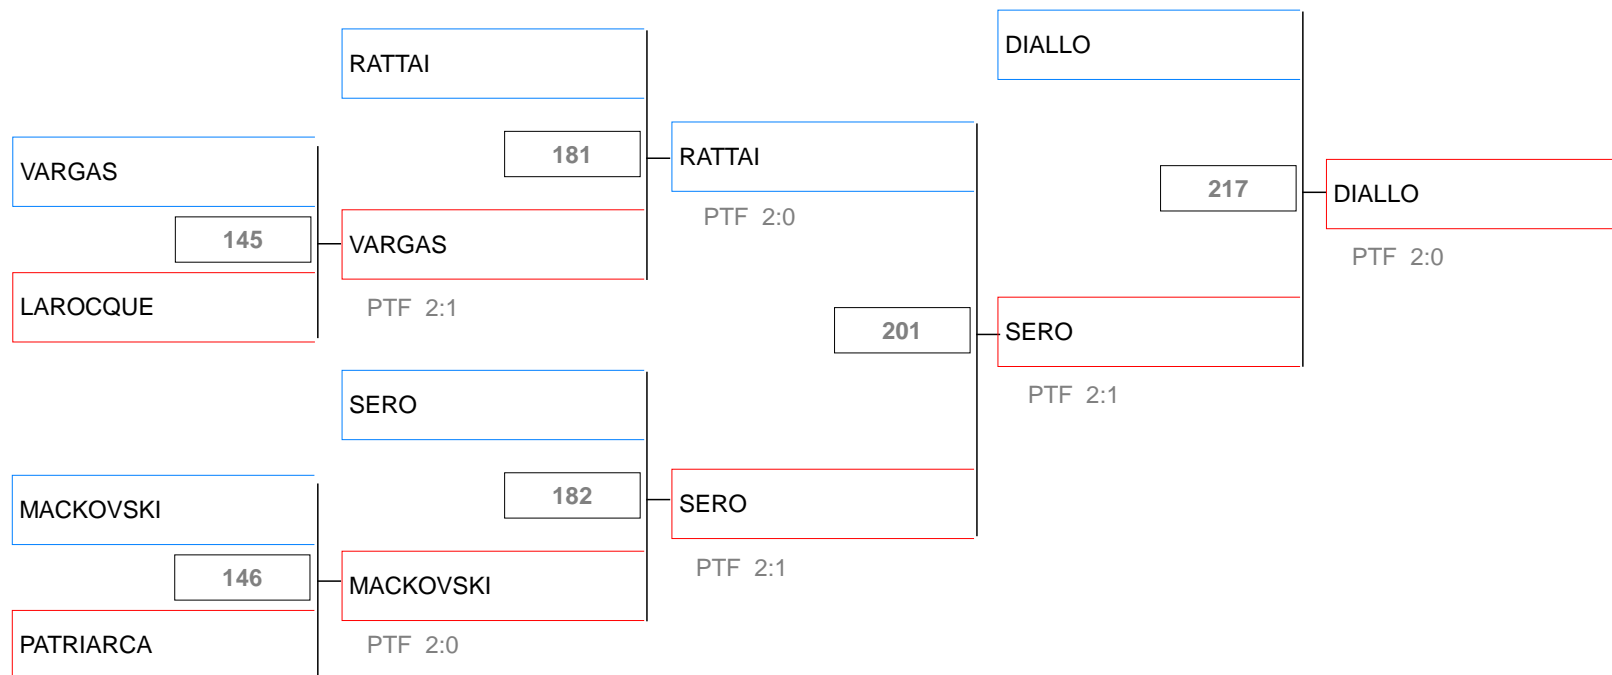 DIALLO
RATTAI
181
RATTAI
VARGAS
217
DIALLO
145
VARGAS
PTF 2:0
PTF 2:0
LAROCQUE
PTF 2:1
201
SERO
SERO
PTF 2:1
MACKOVSKI
182
SERO
146
MACKOVSKI
PTF 2:1
PATRIARCA
PTF 2:0